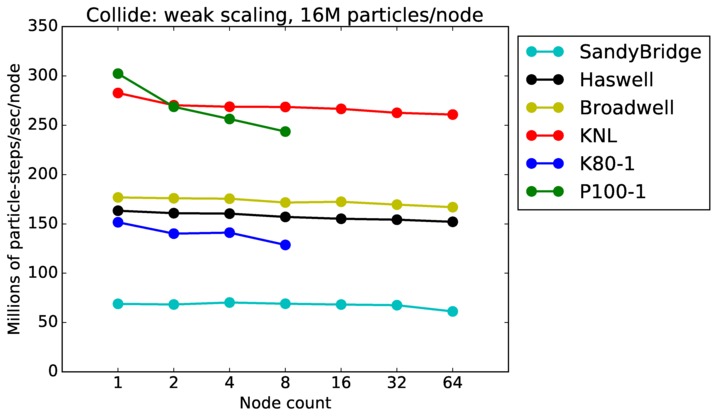 Collide: weak scaling, 16M particles/node
Millions of particle-steps/sec/node
350
300
250
200
150
100
50
0
1 2 4 8 16 32 64
Node count
SandyBridge
Haswell
Broadwell
KNL
K80-1
P100-1